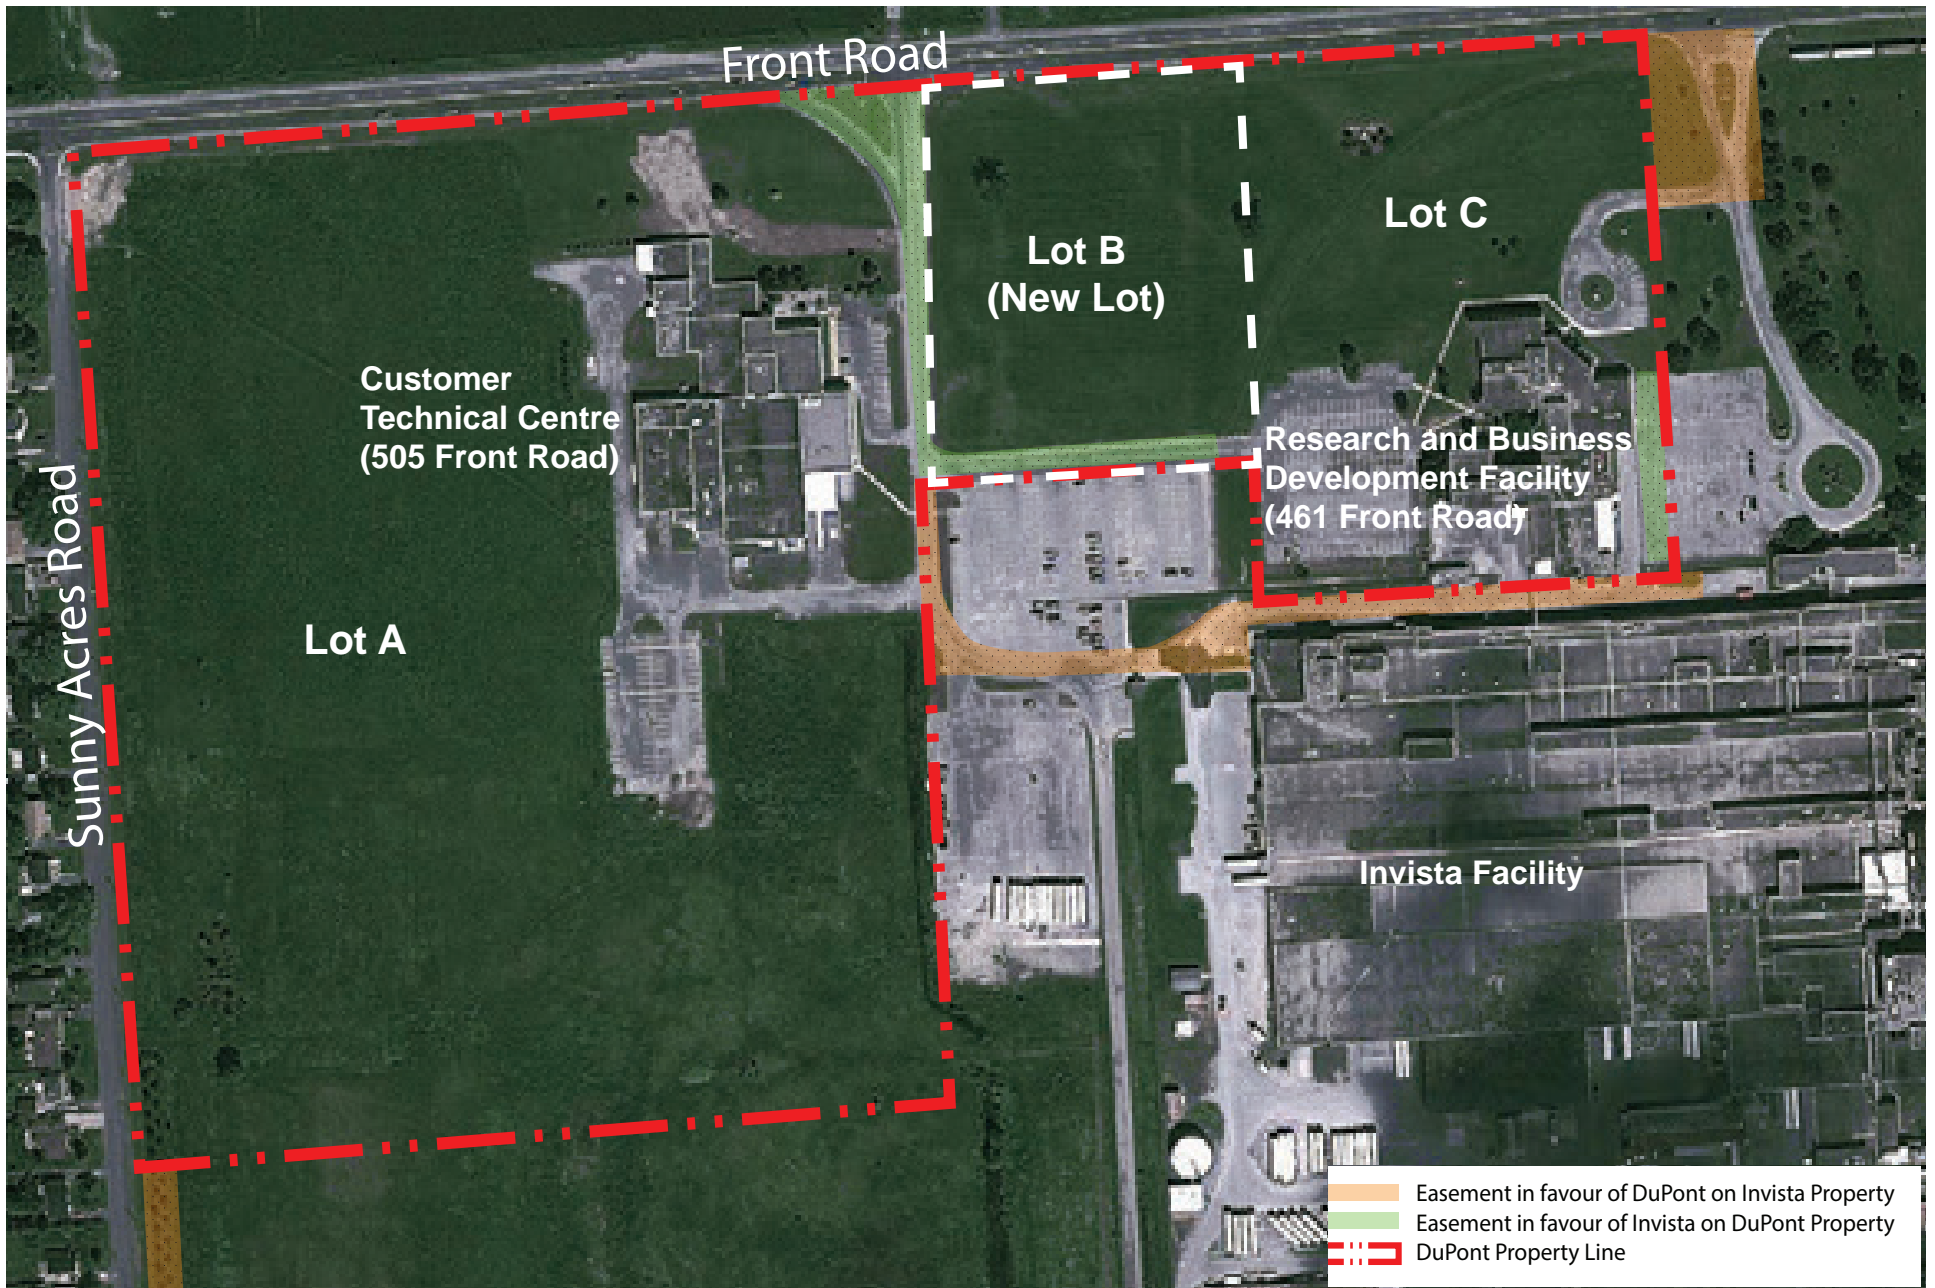 Front Road
Lot C
Lot B
(New Lot)
Customer
Technical Centre
(505 Front Road)
Research and Business
Development Facility
(461 Front Road)
Sunny Acres Road
Lot A
Invista Facility
Easement in favour of DuPont on Invista Property
Easement in favour of Invista on DuPont Property
DuPont Property Line